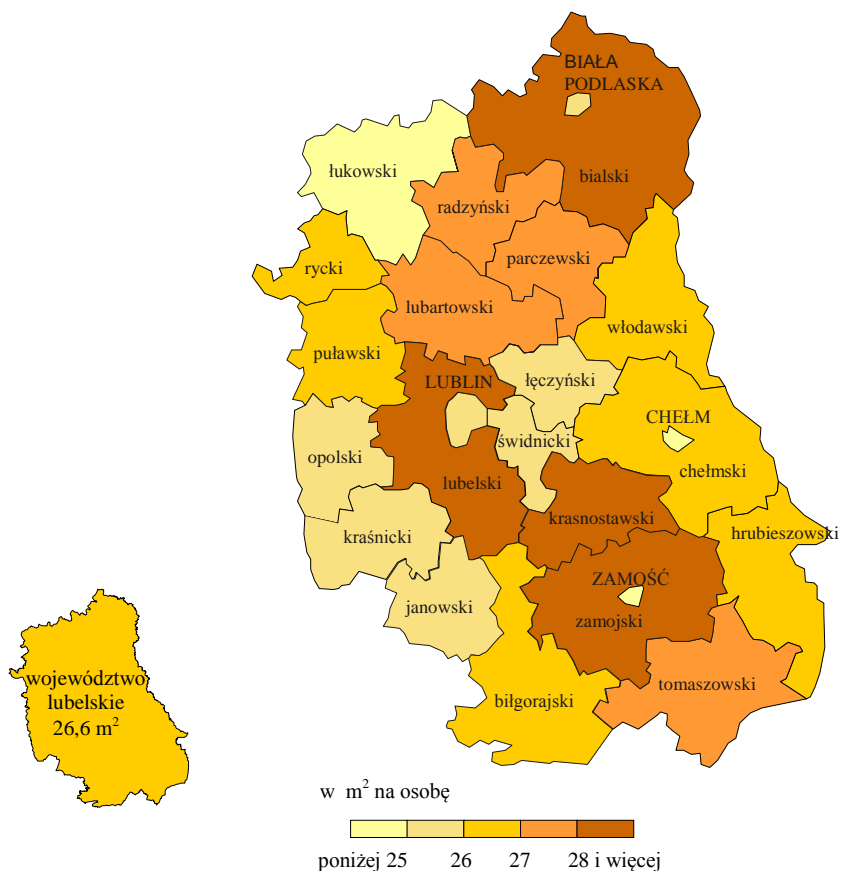 BIAŁA
PODLASKA
łukowski
bialski
radzyński
rycki
parczewski
lubartowski
włodawski
puławski
łęczyński
LUBLIN
CHEŁM
świdnicki
opolski
chełmski
lubelski
krasnostawski
hrubieszowski
kraśnicki
ZAMOŚĆ
janowski
zamojski
tomaszowski
biłgorajski
województwo
lubelskie
26,6 m²
w m² na osobę
poniżej 25 26 27 28 i więcej